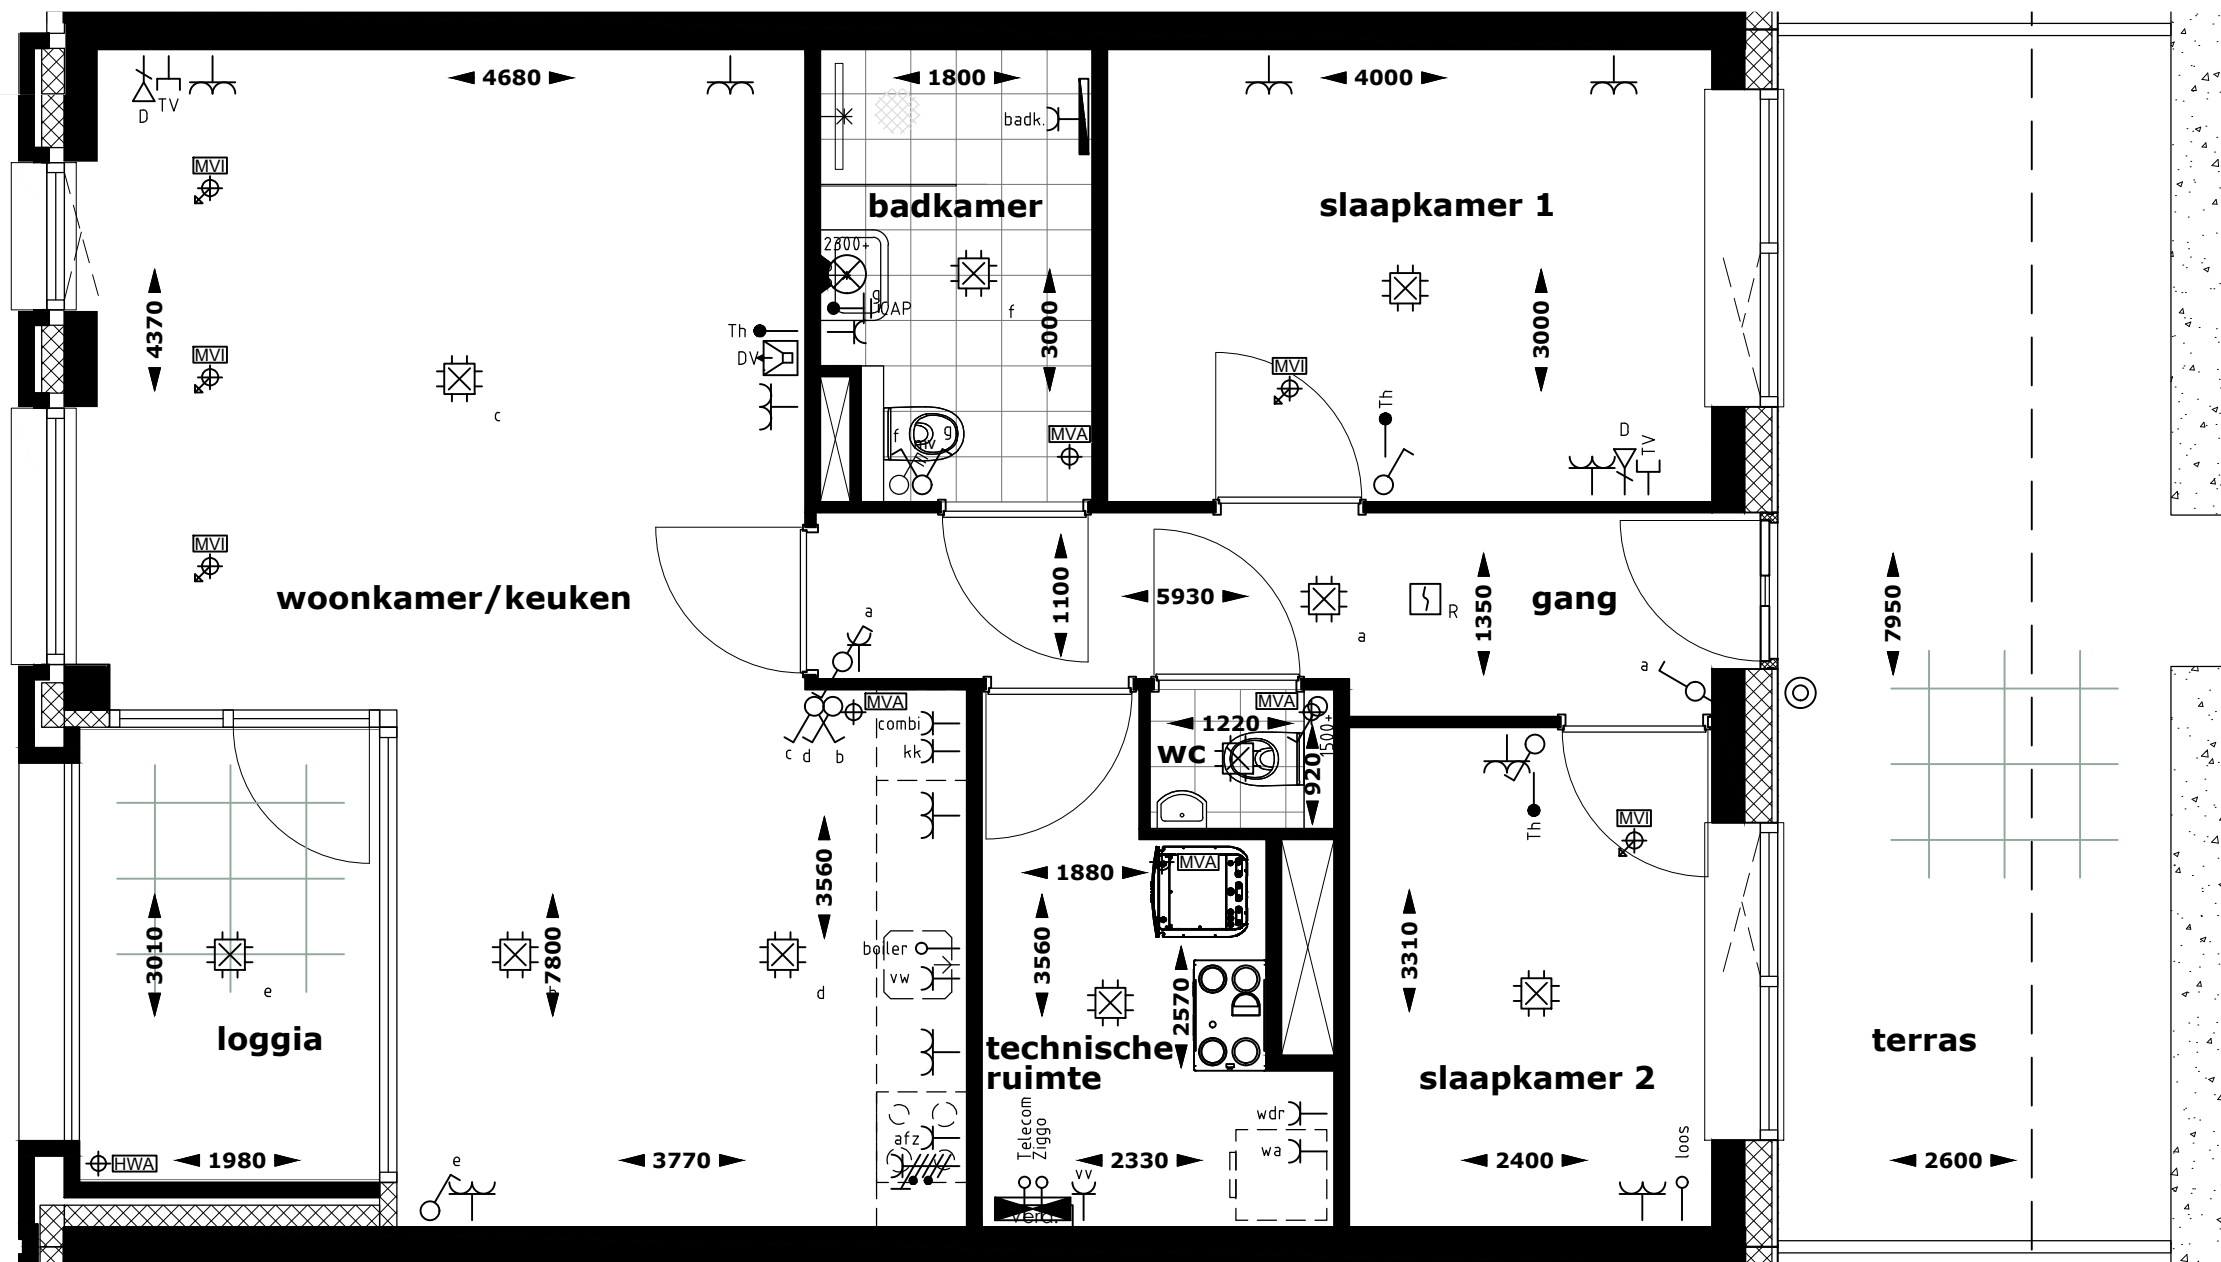 4680
1800
4000
D
TV
badk.
MVI
badkamer
slaapkamer 1
2300+
g
CAP
f
4370
3000
3000
Th
DV
MVI
MVI
Th
c
f
g
mv
MVA
D
TV
MVI
woonkamer/keuken
1100
5930
a
R
1350
gang
7950
a
a
MVA
combi
kk
c
d
b
MVA
1220
1500+
wc
920
Th
MVI
3560
1880
MVA
3010
e
7800
d
boiler
vw
3560
2570
3310
loggia
technische
ruimte
slaapkamer 2
terras
afz
Telecom
Ziggo
vv
wdr
wa
loos
HWA
1980
e
3770
2330
2400
2600